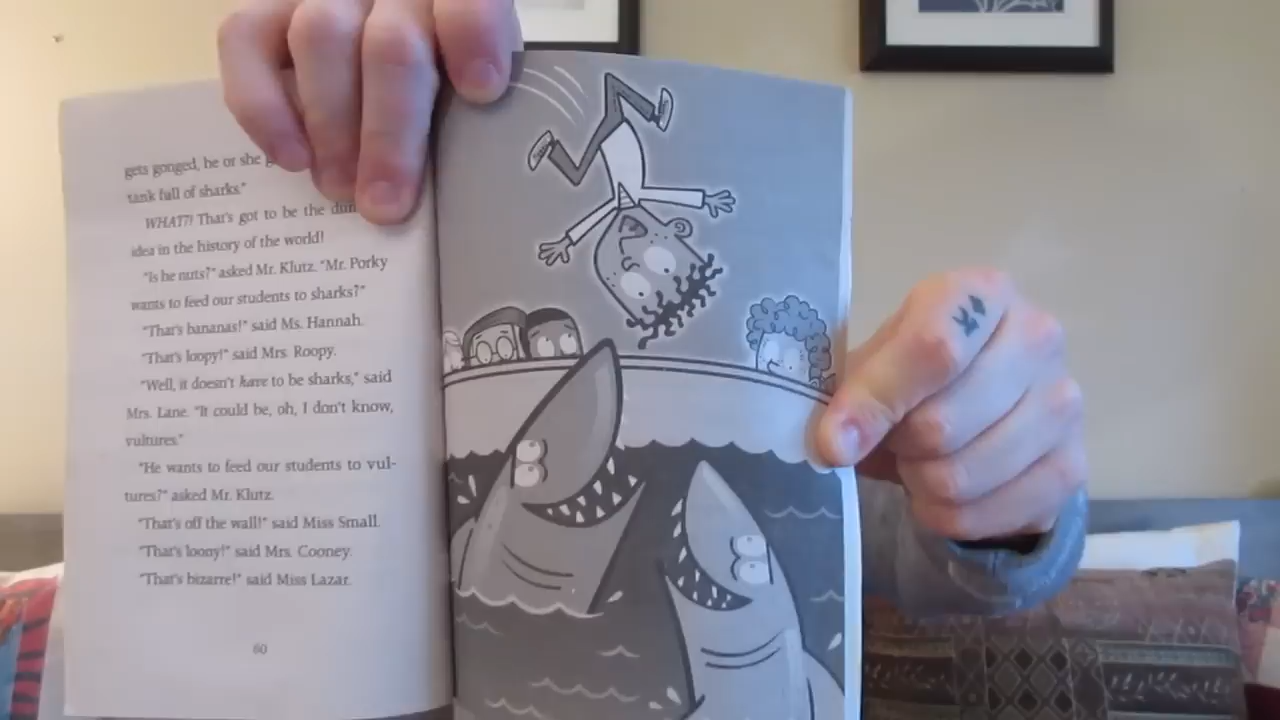 gets gonged, he or she
tank full of sharks."
WHAT?! That's got to be the
idea in the history of the world!
"Is he nuts?" asked Mr. Klutz. "Mr. Porky
wants to feed our students to sharks?"
"That's bananas!" said Ms. Hannah.
"That's loopy!" said Mrs. Roopy.
"Well, it doesn't have to be sharks," said
Mrs. Lane. "It could be, oh, I don't know,
vultures."
"He wants to feed our students to vul-
tures?" asked Mr. Klutz.
"That's off the wall!" said Miss Small.
"That's loony!" said Mrs. Cooney.
"That's bizarre!" said Miss Lazar.
60